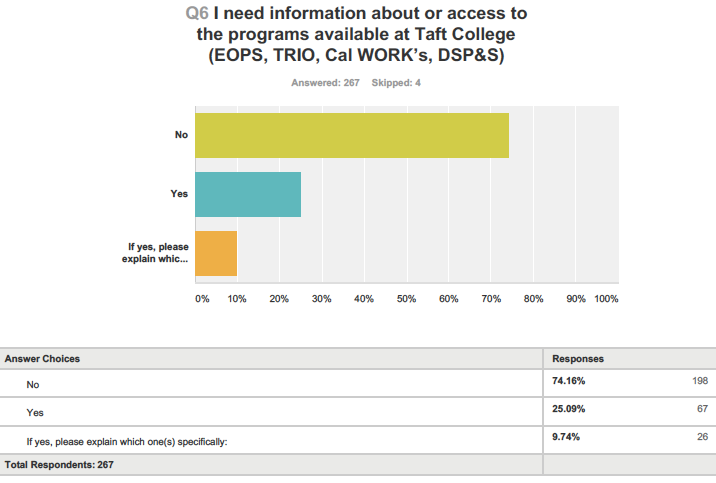 Q6 I need information about or access to
the programs available at Taft College
(EOPS, TRIO, Cal WORK's, DSP&S)
Answered: 267 Skipped: 4
No
Yes
If yes, please
explain whic...
0% 10% 20% 30% 40% 50% 60% 70% 80% 90% 100%
Answer Choices Responses
No 74.16% 198
Yes 25.09% 67
If yes, please explain which one(s) specifically: 9.74% 26
Total Respondents: 267